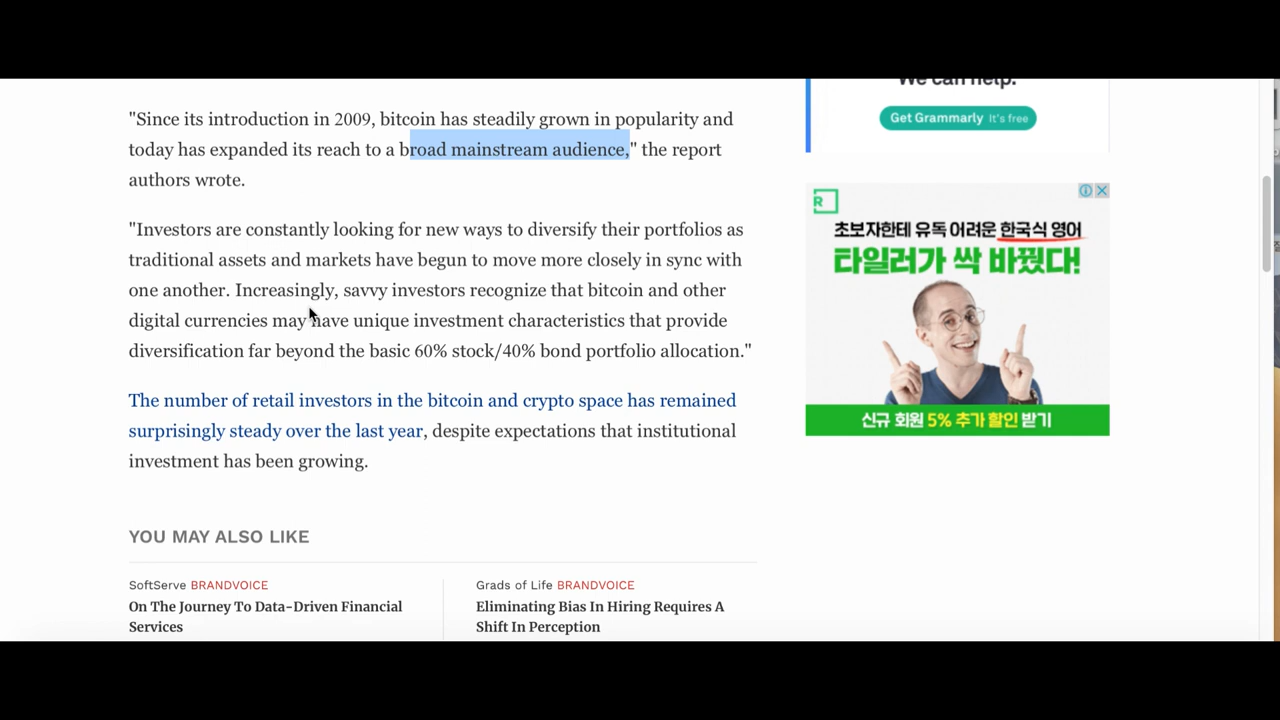 "Since its introduction in 2009, bitcoin has steadily grown in popularity and
today has expanded its reach to a broad mainstream audience," the report
authors wrote.
"Investors are constantly looking for new ways to diversify their portfolios as
traditional assets and markets have begun to move more closely in sync with
one another. Increasingly, savvy investors recognize that bitcoin and other
digital currencies may have unique investment characteristics that provide
diversification far beyond the basic 60% stock/40% bond portfolio allocation."
The number of retail investors in the bitcoin and crypto space has remained
surprisingly steady over the last year, despite expectations that institutional
investment has been growing.
YOU MAY ALSO LIKE
SoftServe BRANDVOICE
On The Journey To Data-Driven Financial
Services
Grads of Life BRANDVOICE
Eliminating Bias In Hiring Requires A
Shift In Perception
We can help.
Get Grammarly It's free
R
초보자한테 유독 어려운 한국식 영어
타일러가 싹 바꿨다!
신규 회원 5% 추가 할인 받기